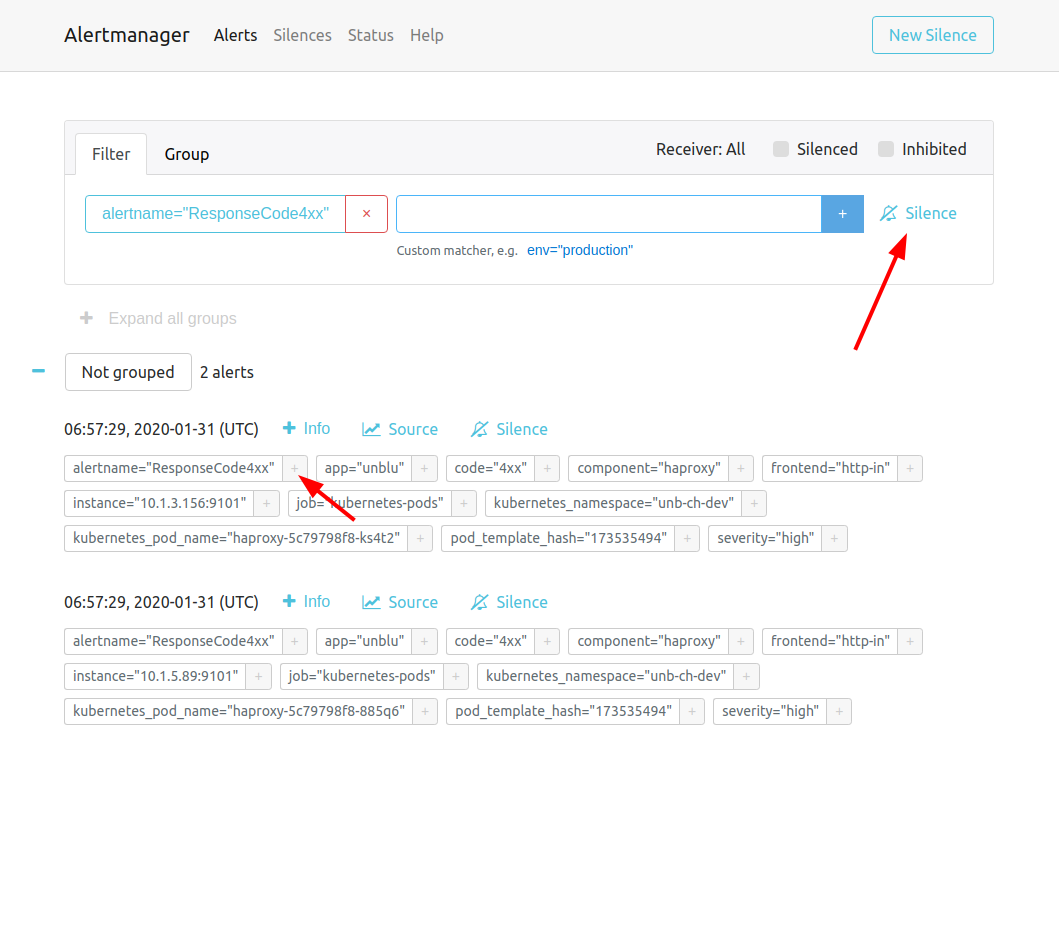 Alertmanager Alerts Silences Status Help New Silence
Filter Group Receiver: All Silenced Inhibited
alertname="ResponseCode4xx" × + Silence
Custom matcher, e.g. env="production"
+ Expand all groups
− Not grouped 2 alerts
06:57:29, 2020-01-31 (UTC) + Info Source Silence
alertname="ResponseCode4xx" + app="unblu" + code="4xx" + component="haproxy" + frontend="http-in" +
instance="10.1.3.156:9101" + job="kubernetes-pods" + kubernetes_namespace="unb-ch-dev" +
kubernetes_pod_name="haproxy-5c79798f8-ks4t2" + pod_template_hash="173535494" + severity="high" +
06:57:29, 2020-01-31 (UTC) + Info Source Silence
alertname="ResponseCode4xx" + app="unblu" + code="4xx" + component="haproxy" + frontend="http-in" +
instance="10.1.5.89:9101" + job="kubernetes-pods" + kubernetes_namespace="unb-ch-dev" +
kubernetes_pod_name="haproxy-5c79798f8-885q6" + pod_template_hash="173535494" + severity="high" +